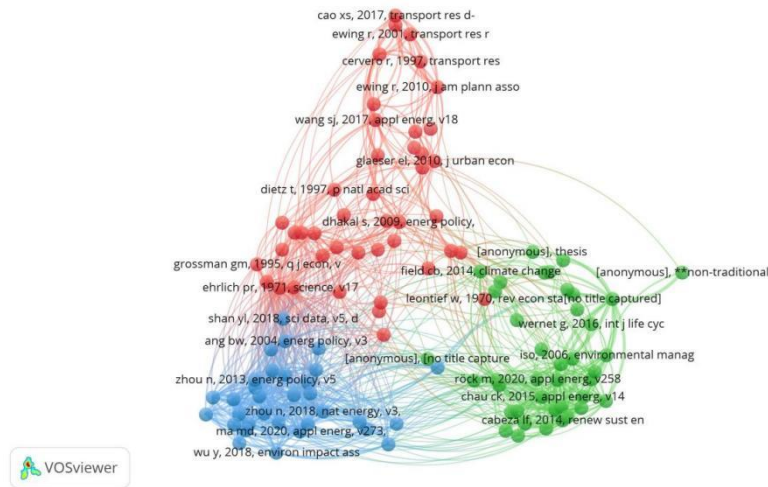 cao xs, 2017, transport res d-
ewing r, 2001, transport res r
cervero r, 1997, transport res
ewing r, 2010, j am plann asso
wang sj, 2017, appl energ, v18
glaeser el, 2010, j urban econ
dietz t, 1997, p natl acad sci
dhakal s, 2009, energ policy,
[anonymous], thesis
grossman gm, 1995, q j econ, v
field cb, 2014, climate change
[anonymous], **non-traditional
ehrlich pr, 1971, science, v17
leontief w, 1970, rev econ sta
[no title captured]
shan yl, 2018, sci data, v5, d
wernet g, 2016, int j life cyc
ang bw, 2004, energ policy, v3
[anonymous], [no title capture
iso, 2006, environmental manag
zhou n, 2013, energ policy, v5
röck m, 2020, appl energ, v258
chau ck, 2015, appl energ, v14
zhou n, 2018, nat energy, v3,
cabeza lf, 2014, renew sust en
ma md, 2020, appl energ, v273,
wu y, 2018, environ impact ass
VOSviewer